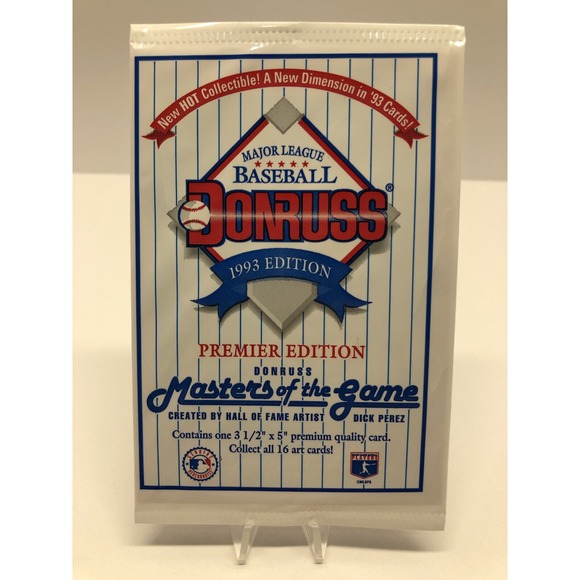 New HOT Collectible! A New Dimension in '93 Cards!
MAJOR LEAGUE
BASEBALL
DONRUSS®
1993 EDITION
PREMIER EDITION
DONRUSS
Masters of the Game
CREATED BY HALL OF FAME ARTIST DICK PEREZ
Contains one 3 1/2" x 5" premium quality card.
Collect all 16 art cards!
PLAYERS
©MLBPA